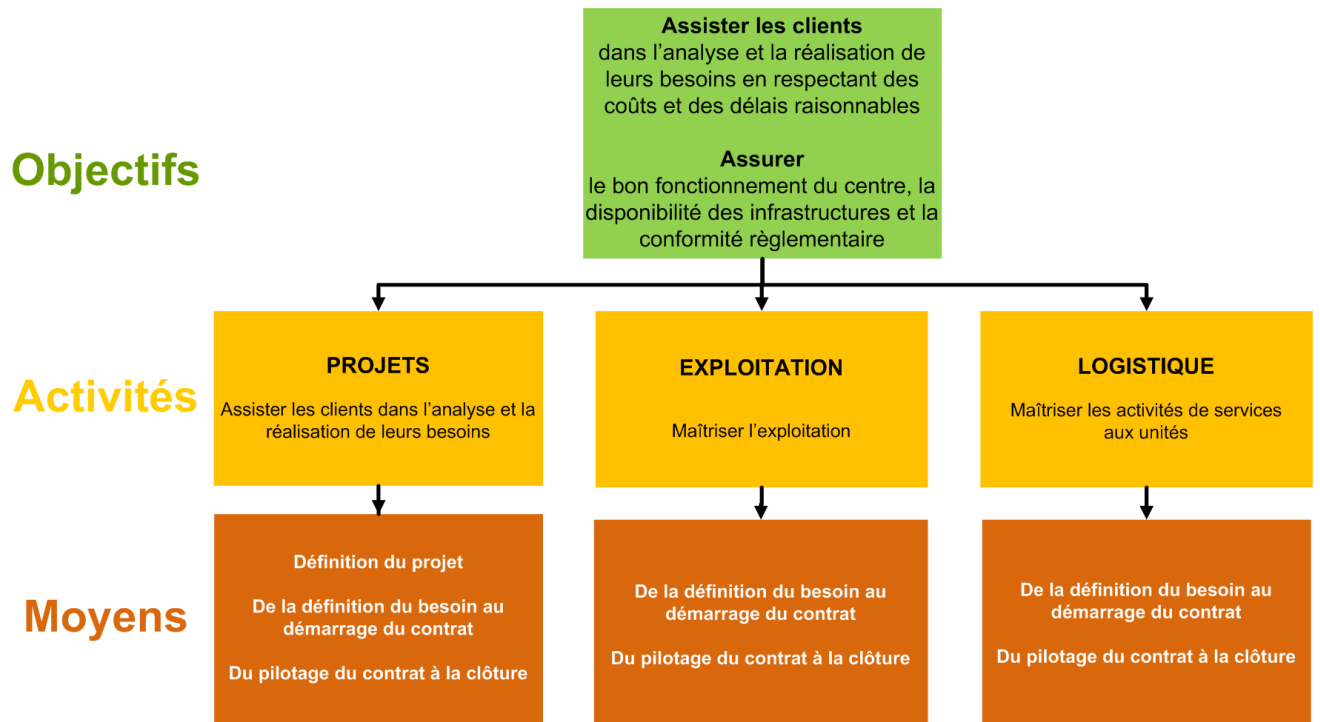 Objectifs
Assister les clients
dans l’analyse et la réalisation de
leurs besoins en respectant des
coûts et des délais raisonnables
Assurer
le bon fonctionnement du centre, la
disponibilité des infrastructures et la
conformité règlementaire
Activités
PROJETS
Assister les clients dans l’analyse et la
réalisation de leurs besoins
EXPLOITATION
Maîtriser l’exploitation
LOGISTIQUE
Maîtriser les activités de services
aux unités
Moyens
Définition du projet
De la définition du besoin au
démarrage du contrat
Du pilotage du contrat à la clôture
De la définition du besoin au
démarrage du contrat
Du pilotage du contrat à la clôture
De la définition du besoin au
démarrage du contrat
Du pilotage du contrat à la clôture